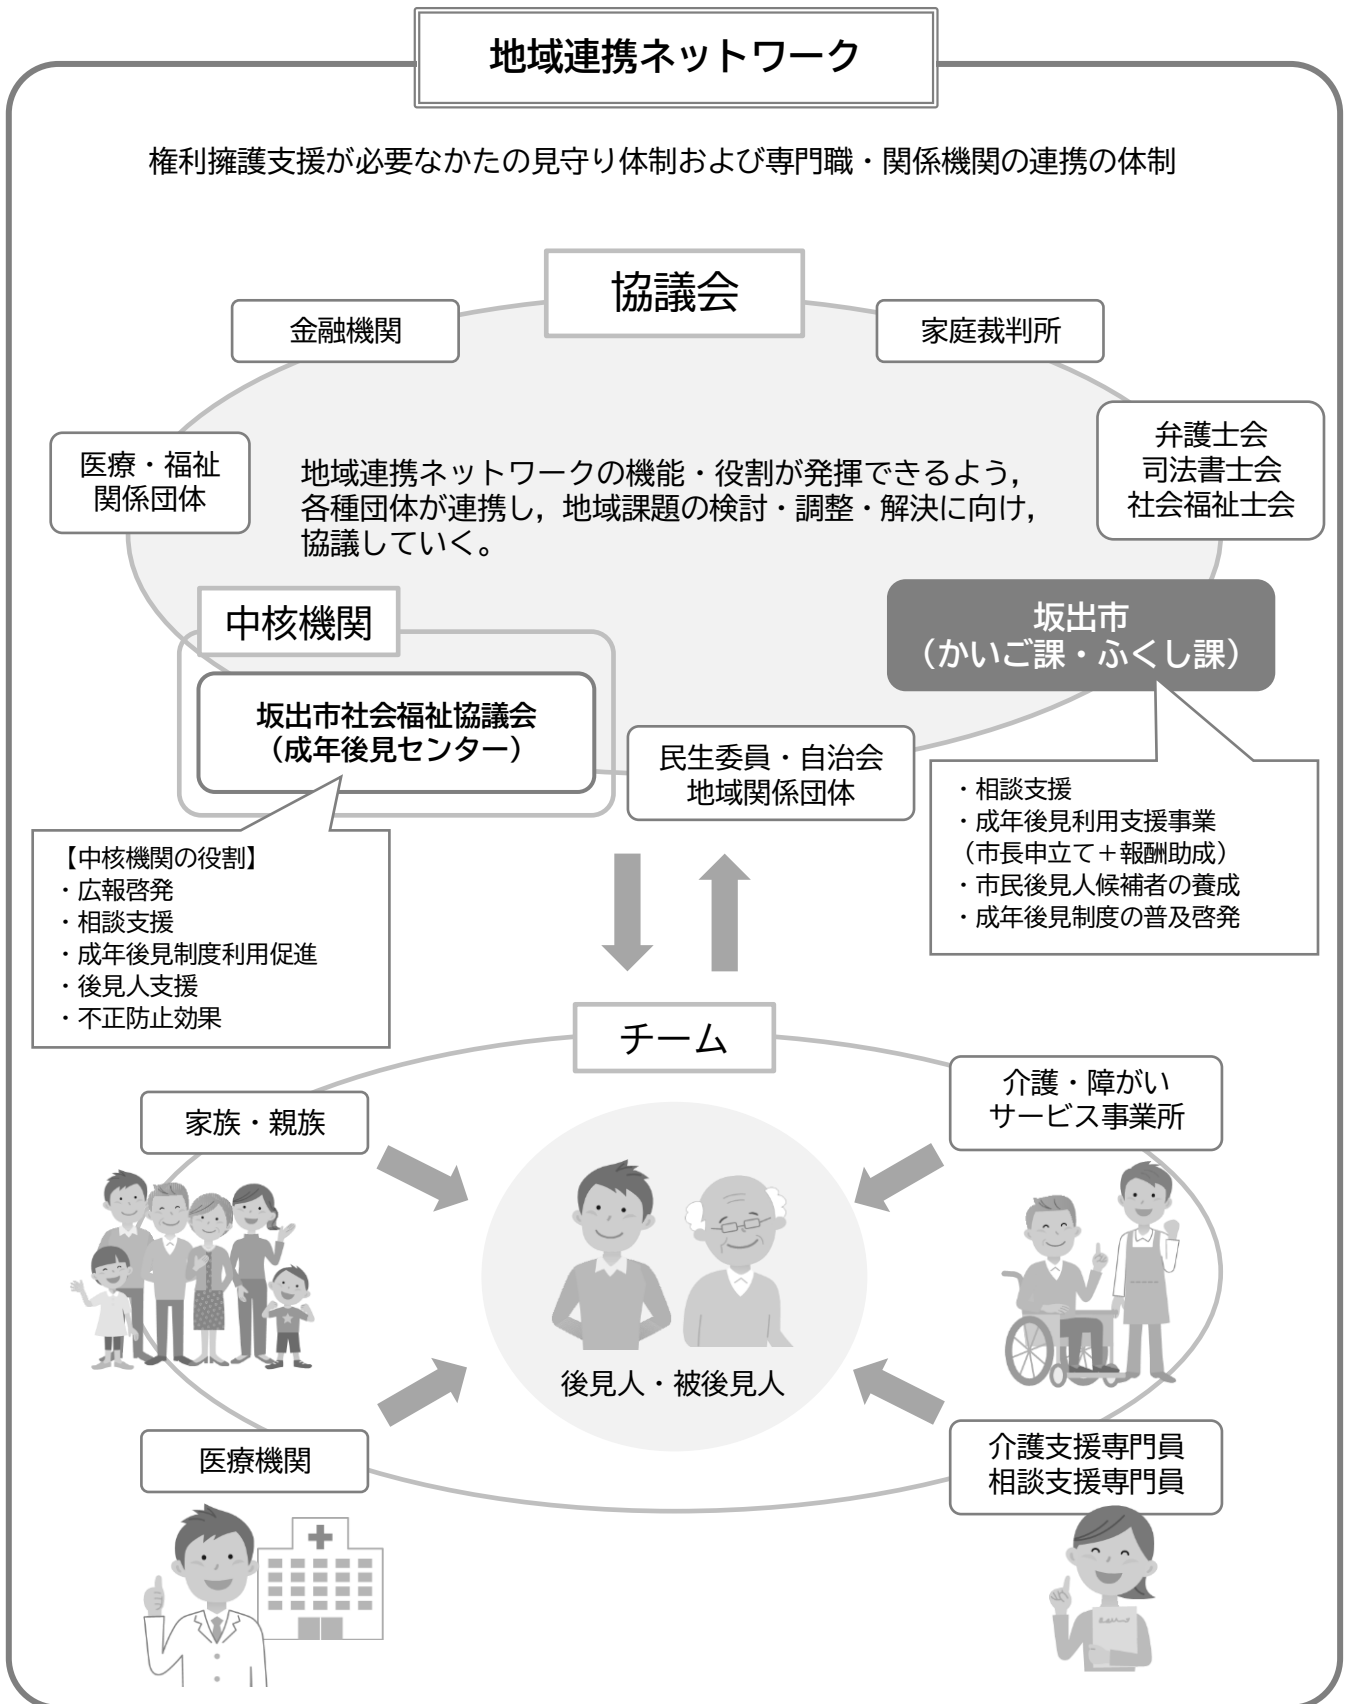 地域連携ネットワーク
権利擁護支援が必要なかたの見守り体制および専門職・関係機関の連携の体制
協議会
金融機関
家庭裁判所
医療・福祉
関係団体
弁護士会
司法書士会
社会福祉士会
地域連携ネットワークの機能・役割が発揮できるよう，
各種団体が連携し，地域課題の検討・調整・解決に向け，
協議していく。
中核機関
坂出市社会福祉協議会
（成年後見センター）
坂出市
（かいご課・ふくし課）
民生委員・自治会
地域関係団体
【中核機関の役割】
・広報啓発
・相談支援
・成年後見制度利用促進
・後見人支援
・不正防止効果
・相談支援
・成年後見利用支援事業
（市長申立て＋報酬助成）
・市民後見人候補者の養成
・成年後見制度の普及啓発
チーム
家族・親族
介護・障がい
サービス事業所
後見人・被後見人
医療機関
介護支援専門員
相談支援専門員